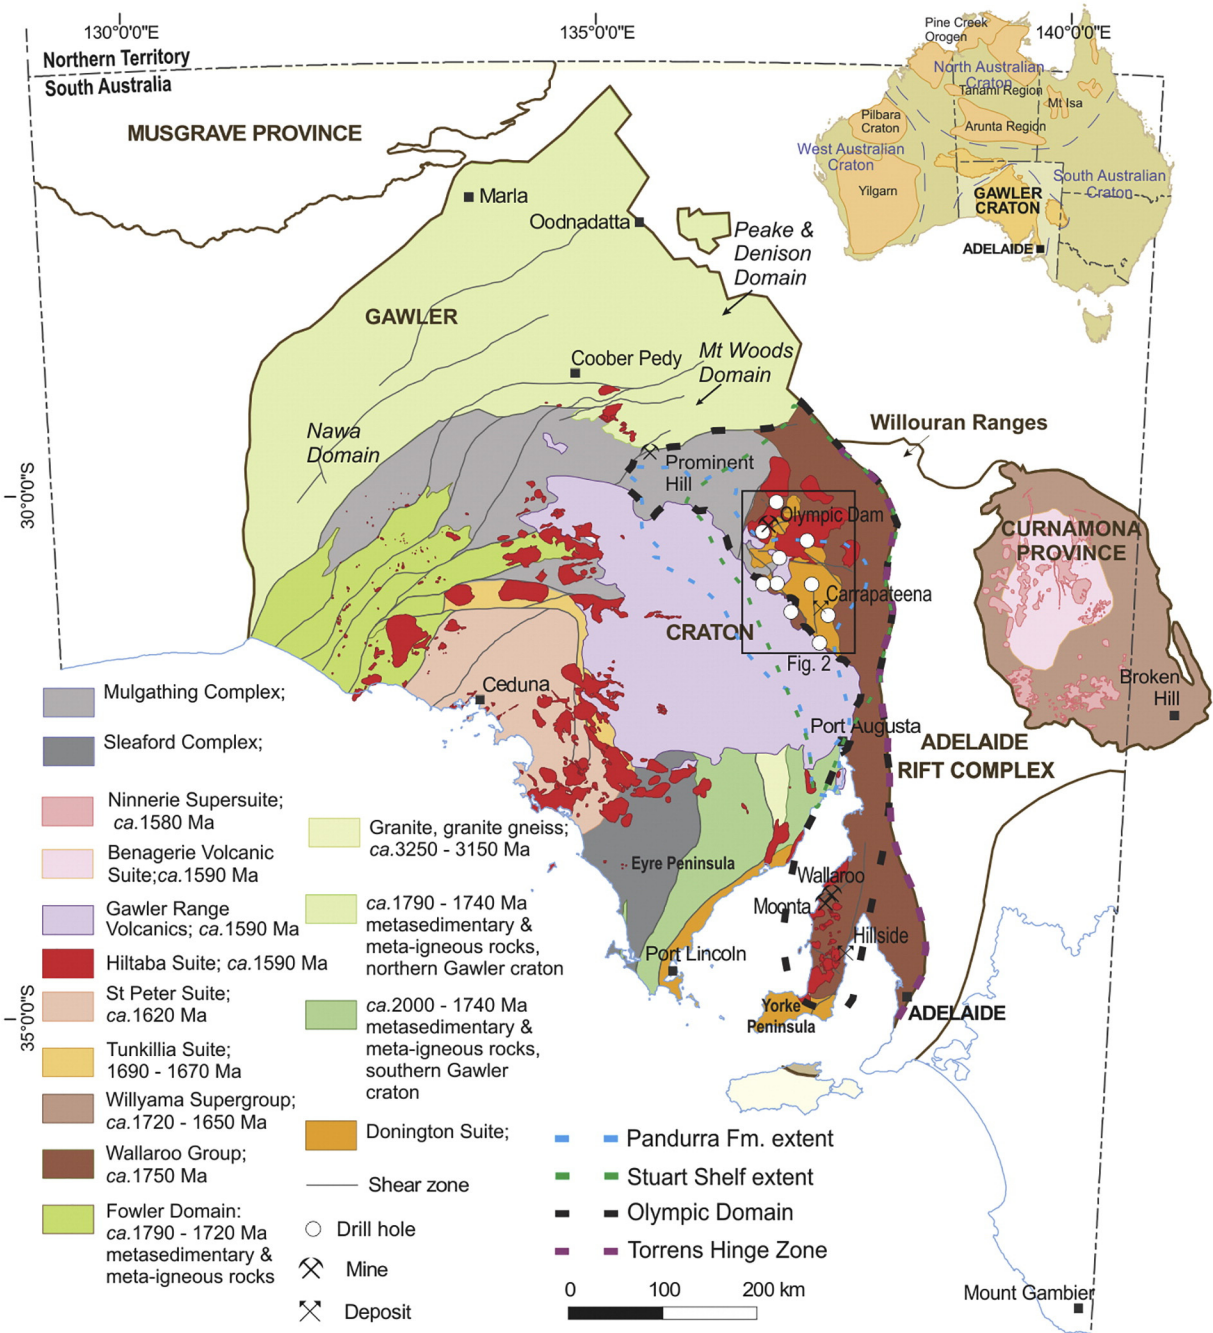 130°0'0"E
135°0'0"E
140°0'0"E
Northern Territory
South Australia
MUSGRAVE PROVINCE
Pine Creek
Orogen
North Australian
Craton
Tanami Region
Mt Isa
Pilbara
Craton
Arunta Region
West Australian
Craton
Yilgarn
South Australian
Craton
GAWLER
CRATON
ADELAIDE
Marla
Oodnadatta
Peake &
Denison
Domain
GAWLER
Coober Pedy
Mt Woods
Domain
Nawa
Domain
Willouran Ranges
Prominent
Hill
30°0'0"S
Olympic Dam
CURNAMONA
PROVINCE
Carrapateena
CRATON
Fig. 2
Ceduna
Broken
Hill
Port Augusta
ADELAIDE
RIFT COMPLEX
Eyre Peninsula
Wallaroo
Moonta
Hillside
Port Lincoln
Yorke
Peninsula
ADELAIDE
35°0'0"S
Mount Gambier
Mulgathing Complex;
Sleaford Complex;
Ninnerie Supersuite;
ca.1580 Ma
Benagerie Volcanic
Suite;ca.1590 Ma
Gawler Range
Volcanics; ca.1590 Ma
Hiltaba Suite; ca.1590 Ma
St Peter Suite;
ca.1620 Ma
Tunkillia Suite;
1690 - 1670 Ma
Willyama Supergroup;
ca.1720 - 1650 Ma
Wallaroo Group;
ca.1750 Ma
Fowler Domain:
ca.1790 - 1720 Ma
metasedimentary &
meta-igneous rocks
Granite, granite gneiss;
ca.3250 - 3150 Ma
ca.1790 - 1740 Ma
metasedimentary &
meta-igneous rocks,
northern Gawler craton
ca.2000 - 1740 Ma
metasedimentary &
meta-igneous rocks,
southern Gawler
craton
Donington Suite;
Shear zone
Drill hole
Mine
Deposit
Pandurra Fm. extent
Stuart Shelf extent
Olympic Domain
Torrens Hinge Zone
0 100 200 km